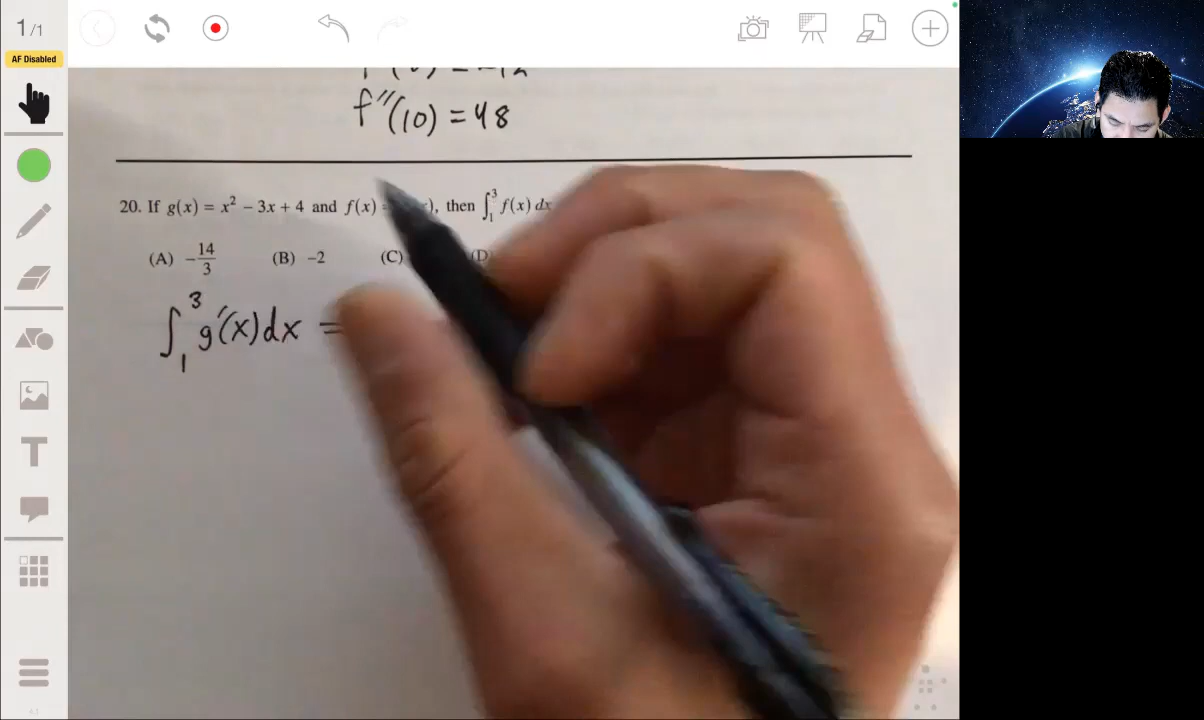 1/1
AF Disabled
f''(10) = 48
20. If g(x) = x² − 3x + 4 and f(x) = ), then ∫₁³ f(x) dx
(A) −14/3 (B) −2 (C) (D)
∫₁³ g'(x)dx =
T